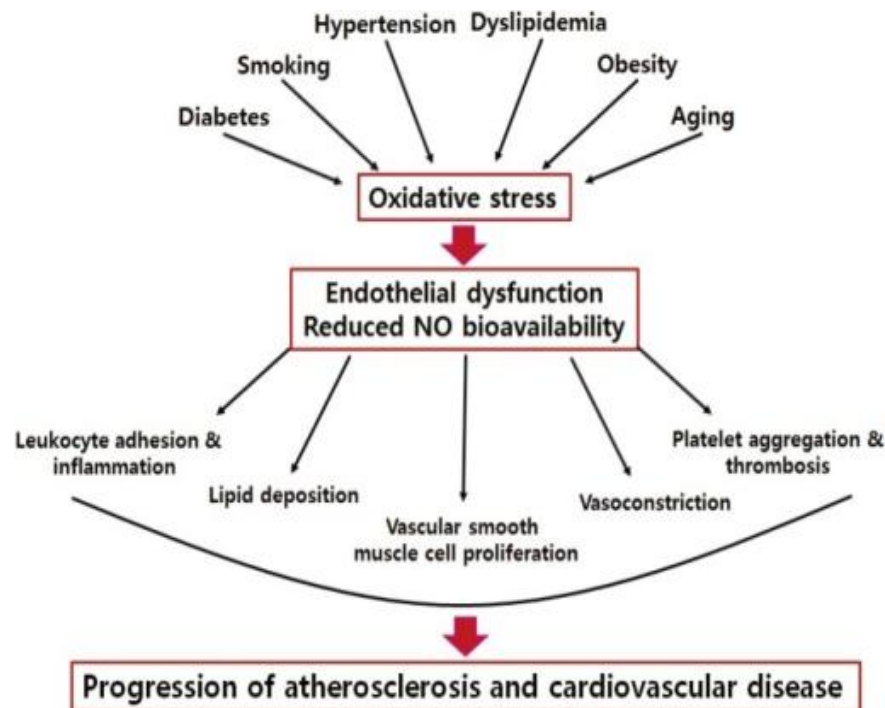 Hypertension
Dyslipidemia
Smoking
Obesity
Diabetes
Aging
Oxidative stress
Endothelial dysfunction
Reduced NO bioavailability
Leukocyte adhesion &
inflammation
Lipid deposition
Vascular smooth
muscle cell proliferation
Vasoconstriction
Platelet aggregation &
thrombosis
Progression of atherosclerosis and cardiovascular disease